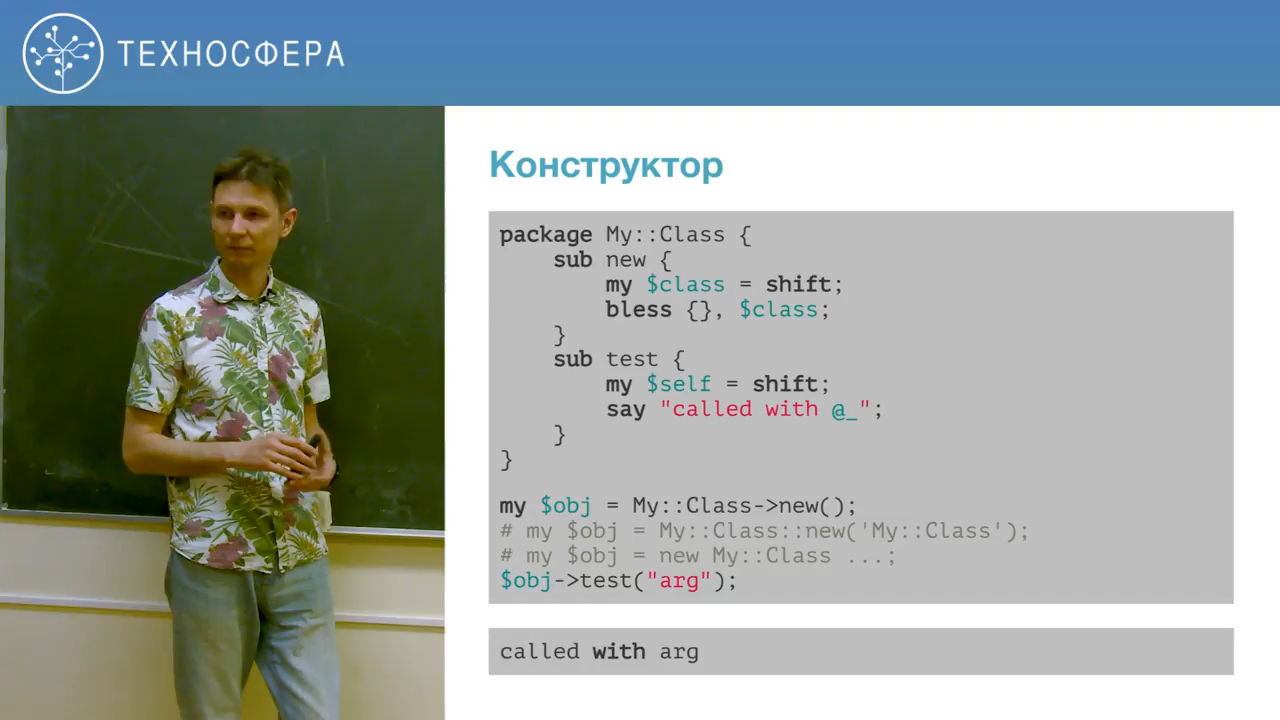 ТЕХНОСФЕРА
Конструктор
package My::Class {
    sub new {
        my $class = shift;
        bless {}, $class;
    }
    sub test {
        my $self = shift;
        say "called with @_";
    }
}
my $obj = My::Class->new();
# my $obj = My::Class::new('My::Class');
# my $obj = new My::Class ...;
$obj->test("arg");
called with arg